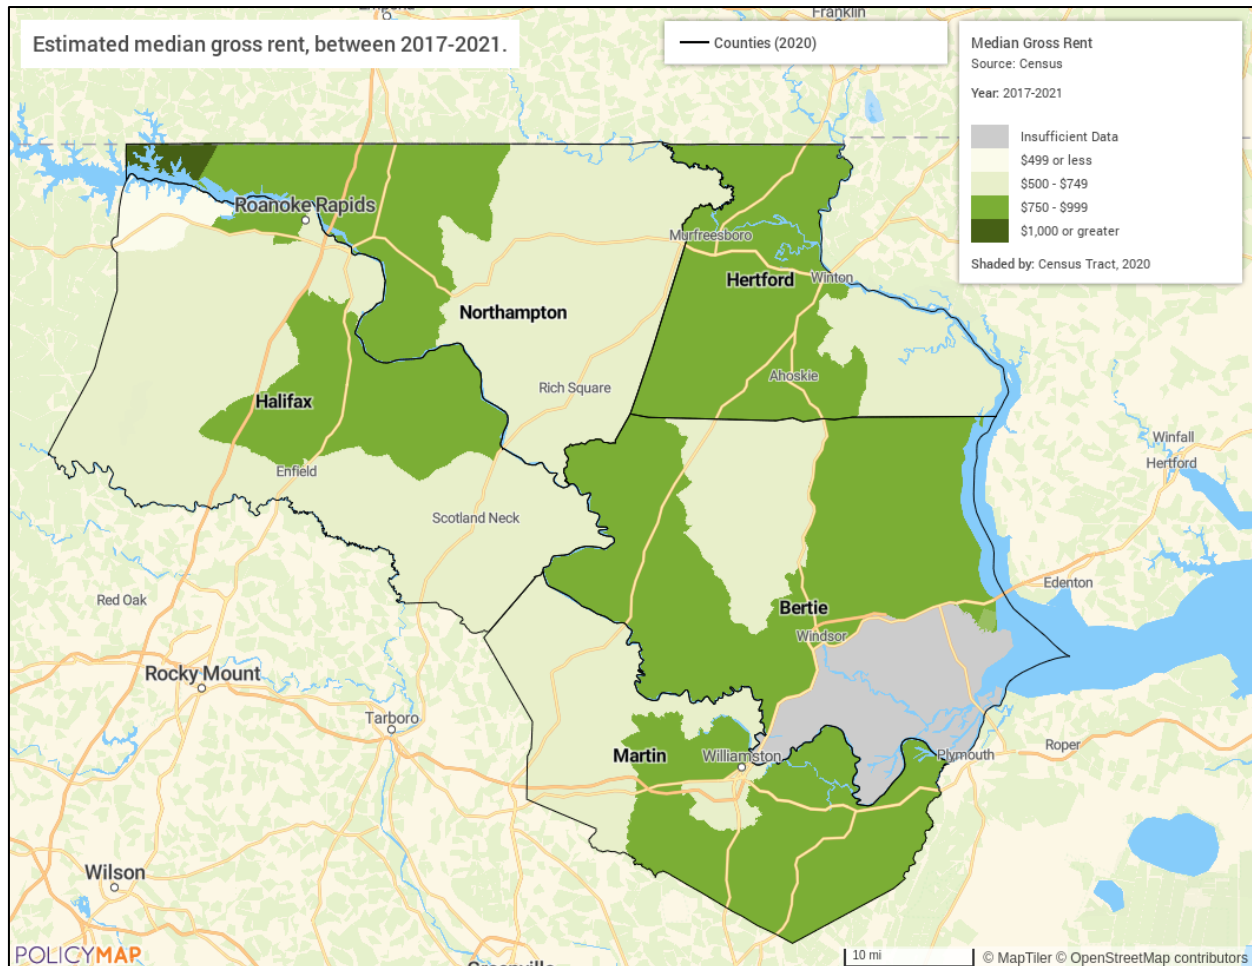 Emporia
Franklin
Estimated median gross rent, between 2017-2021.
Counties (2020)
Median Gross Rent
Source: Census
Year: 2017-2021
Insufficient Data
$499 or less
$500 - $749
$750 - $999
$1,000 or greater
Shaded by: Census Tract, 2020
Roanoke Rapids
Murfreesboro
Hertford
Winton
Northampton
Ahoskie
Rich Square
Halifax
Winfall
Hertford
Enfield
Scotland Neck
Edenton
Red Oak
Bertie
Windsor
Rocky Mount
Tarboro
Martin
Williamston
Plymouth
Roper
Wilson
POLICYMAP
Greenville
10 mi
© MapTiler © OpenStreetMap contributors